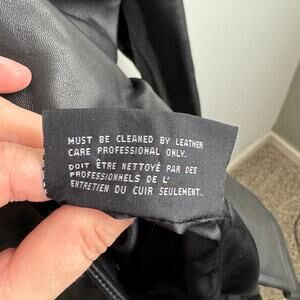 MUST BE CLEANED BY LEATHER
CARE PROFESSIONAL ONLY.
DOIT ÊTRE NETTOYÉ PAR DES
PROFESSIONNELS DE L'
ENTRETIEN DU CUIR SEULEMENT.